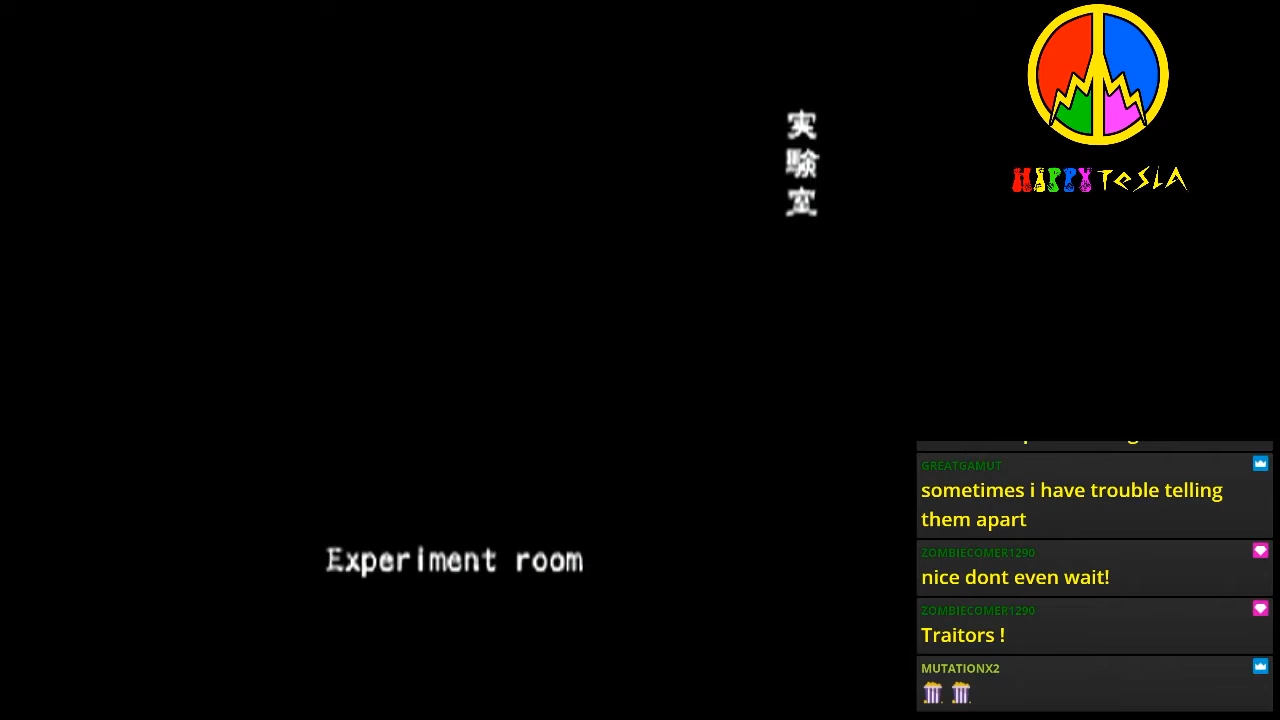 実験室
HAPPYTESLA
Experiment room
GREATGAMUT
sometimes i have trouble telling
them apart
ZOMBIECOMER1290
nice dont even wait!
ZOMBIECOMER1290
Traitors !
MUTATIONX2